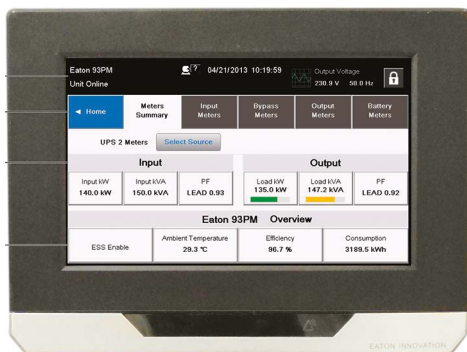 Eaton 93PM
04/21/2013 10:19:59
Output Voltage
Unit Online
230.9 V 50.0 Hz
◄ Home
Meters Summary
Input Meters
Bypass Meters
Output Meters
Battery Meters
UPS 2 Meters
Select Source
Input
Output
Input kW
140.0 kW
Input kVA
150.0 kVA
PF
LEAD 0.93
Load kW
135.0 kW
Load kVA
147.2 kVA
PF
LEAD 0.92
Eaton 93PM Overview
ESS Enable
Ambient Temperature
29.3 °C
Efficiency
96.7 %
Consumption
3189.5 kWh
EATON INNOVATION